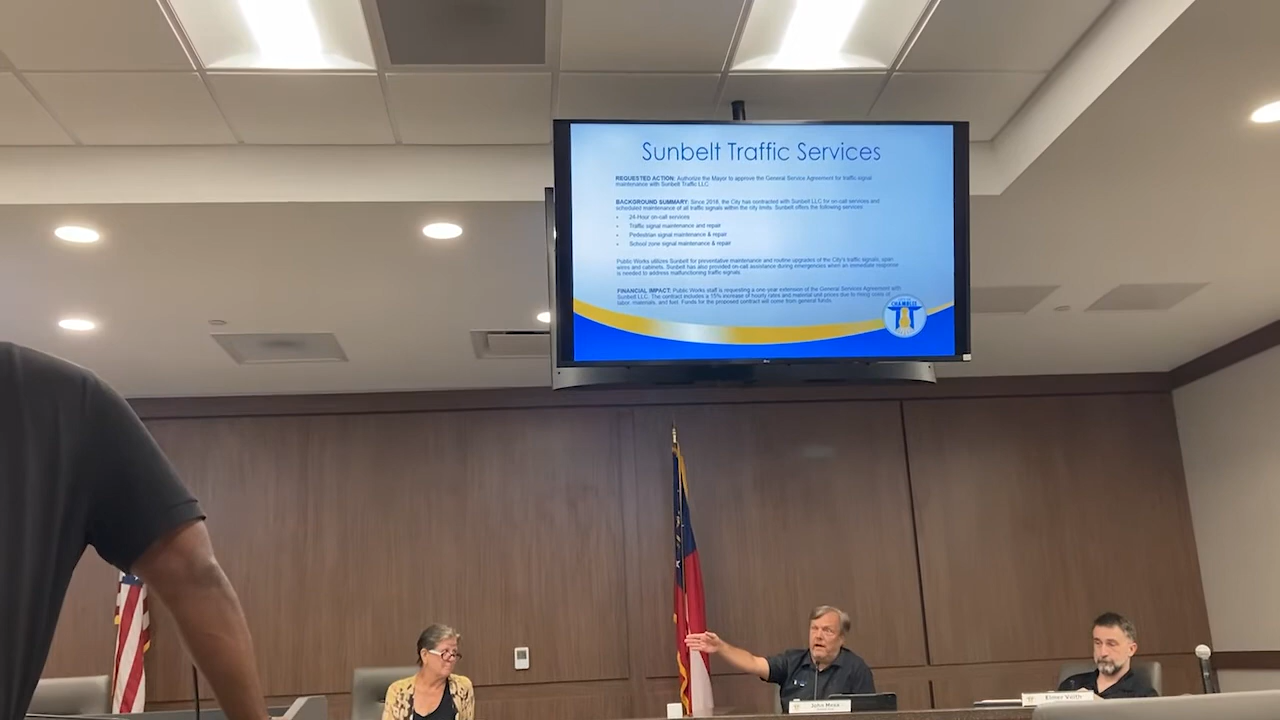 Sunbelt Traffic Services
REQUESTED ACTION: Authorize the Mayor to approve the General Service Agreement for traffic signal
maintenance with Sunbelt Traffic LLC
BACKGROUND SUMMARY: Since 2018, the City has contracted with Sunbelt LLC for on-call services and
scheduled maintenance of all traffic signals within the city limits. Sunbelt offers the following services:
• 24-Hour on-call services
• Traffic signal maintenance and repair
• Pedestrian signal maintenance & repair
• School zone signal maintenance & repair
Public Works utilizes Sunbelt for preventative maintenance and routine upgrades of the City's traffic signals, span
wires and cabinets. Sunbelt has also provided on-call assistance during emergencies when an immediate response
is needed to address malfunctioning traffic signals.
FINANCIAL IMPACT: Public Works staff is requesting a one-year extension of the General Services Agreement with
Sunbelt LLC. The contract includes a 15% increase of hourly rates and material unit prices due to rising costs of
labor, materials, and fuel. Funds for the proposed contract will come from general funds.
CHAMBLEE
John Mesa
Elmer Veith